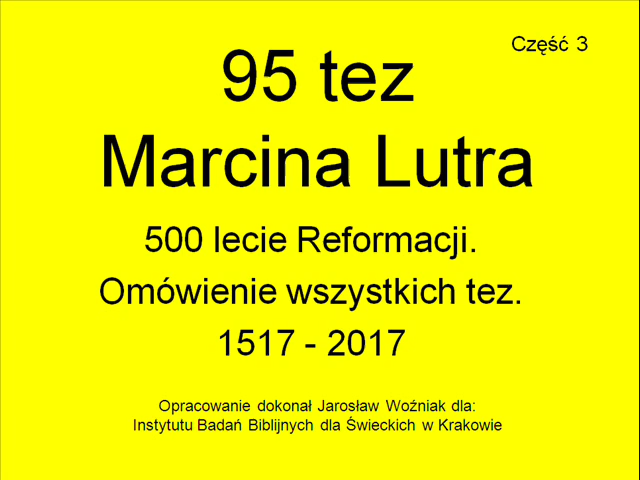 Część 3
95 tez
Marcina Lutra
500 lecie Reformacji.
Omówienie wszystkich tez.
1517 - 2017
Opracowanie dokonał Jarosław Woźniak dla:
Instytutu Badań Biblijnych dla Świeckich w Krakowie